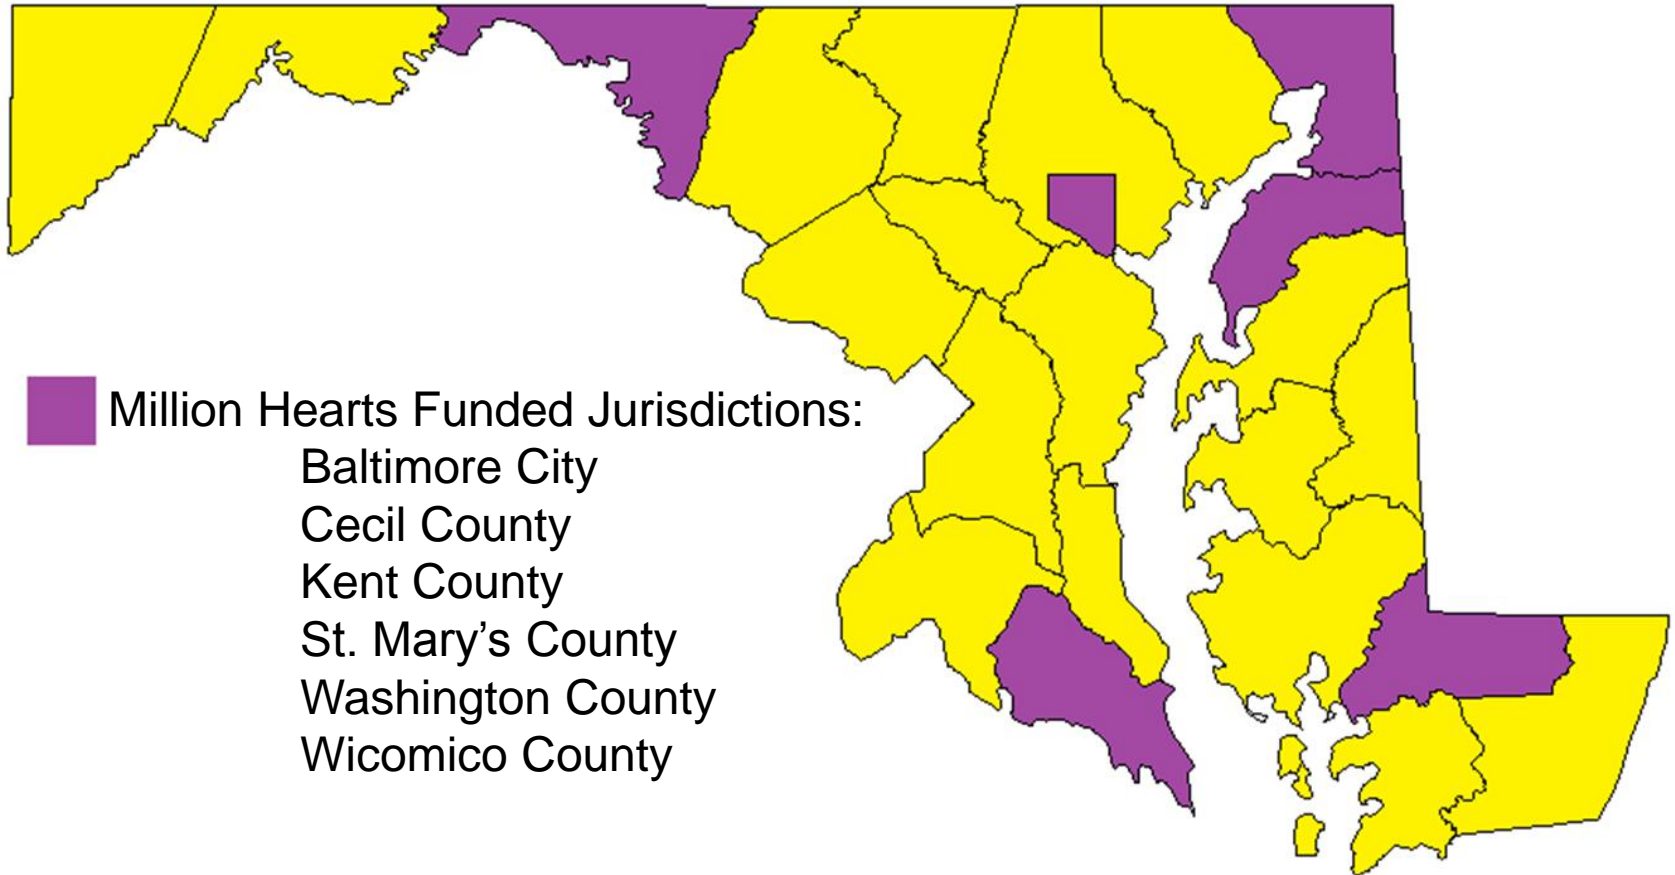 Million Hearts Funded Jurisdictions:
Baltimore City
Cecil County
Kent County
St. Mary’s County
Washington County
Wicomico County